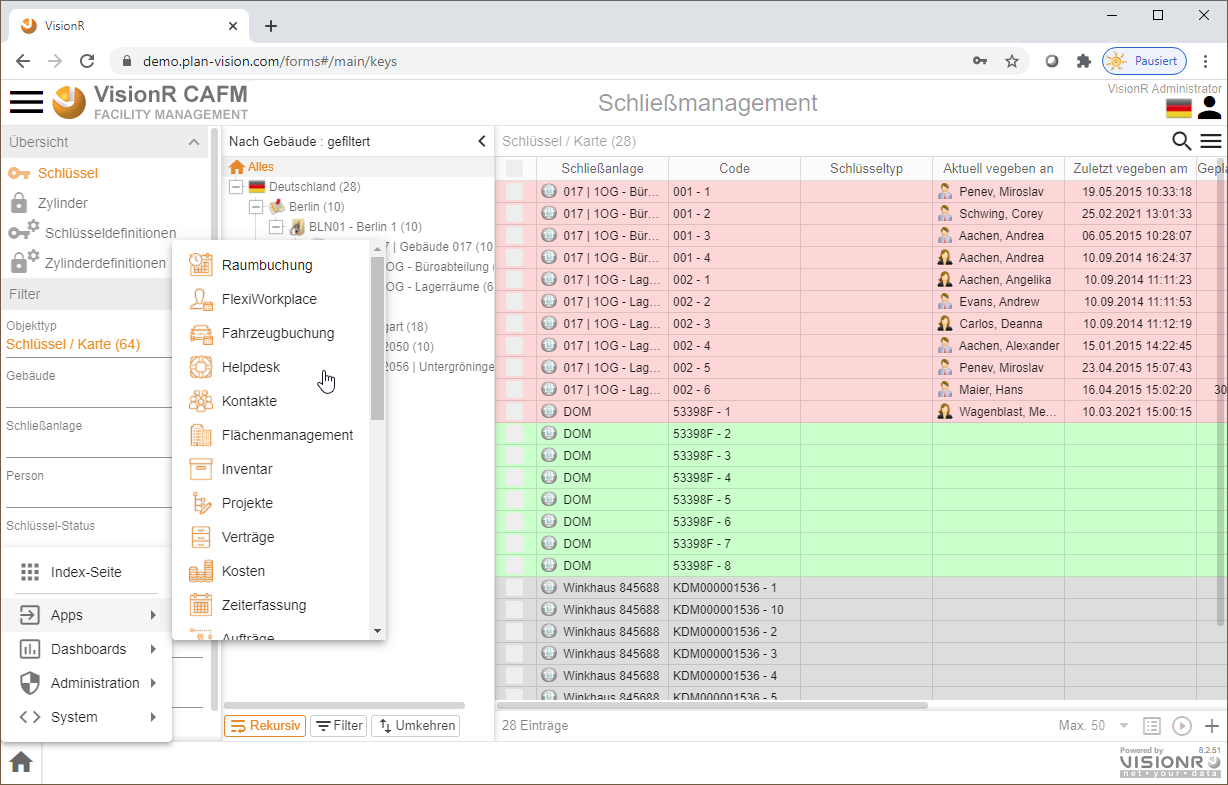 VisionR
demo.plan-vision.com/forms#/main/keys
Pausiert
VisionR CAFM
FACILITY MANAGEMENT
Schließmanagement
VisionR Administrator
Übersicht
Schlüssel
Zylinder
Schlüsseldefinitionen
Zylinderdefinitionen
Filter
Objekttyp
Schlüssel / Karte (64)
Gebäude
Schließanlage
Person
Schlüssel-Status
Index-Seite
Apps
Dashboards
Administration
System
Raumbuchung
FlexiWorkplace
Fahrzeugbuchung
Helpdesk
Kontakte
Flächenmanagement
Inventar
Projekte
Verträge
Kosten
Zeiterfassung
Aufträge
Nach Gebäude : gefiltert
Alles
Deutschland (28)
Berlin (10)
BLN01 - Berlin 1 (10)
| Gebäude 017 (10
OG - Büroabteilung
OG - Lagerräume (6
gart (18)
2050 (10)
2056 | Untergröninge
Rekursiv
Filter
Umkehren
Schlüssel / Karte (28)
Schließanlage Code Schlüsseltyp Aktuell vegeben an Zuletzt vegeben am Gepla
017 | 1OG - Bür... 001 - 1 Penev, Miroslav 19.05.2015 10:33:18
017 | 1OG - Bür... 001 - 2 Schwing, Corey 25.02.2021 13:01:33
017 | 1OG - Bür... 001 - 3 Aachen, Andrea 06.05.2015 10:28:07
017 | 1OG - Bür... 001 - 4 Aachen, Andrea 10.09.2014 16:24:37
017 | 1OG - Lag... 002 - 1 Aachen, Angelika 10.09.2014 11:11:23
017 | 1OG - Lag... 002 - 2 Evans, Andrew 10.09.2014 11:11:53
017 | 1OG - Lag... 002 - 3 Carlos, Deanna 10.09.2014 11:12:19
017 | 1OG - Lag... 002 - 4 Aachen, Alexander 15.01.2015 14:22:45
017 | 1OG - Lag... 002 - 5 Penev, Miroslav 23.04.2015 15:07:43
017 | 1OG - Lag... 002 - 6 Maier, Hans 16.04.2015 15:02:20 30
DOM 53398F - 1 Wagenblast, Me... 10.03.2021 15:00:15
DOM 53398F - 2
DOM 53398F - 3
DOM 53398F - 4
DOM 53398F - 5
DOM 53398F - 6
DOM 53398F - 7
DOM 53398F - 8
Winkhaus 845688 KDM000001536 - 1
Winkhaus 845688 KDM000001536 - 10
Winkhaus 845688 KDM000001536 - 2
Winkhaus 845688 KDM000001536 - 3
Winkhaus 845688 KDM000001536 - 4
Winkhaus 845688 KDM000001536 - 5
28 Einträge
Max. 50
Powered by 8.2.51
VISIONR
net • your • data